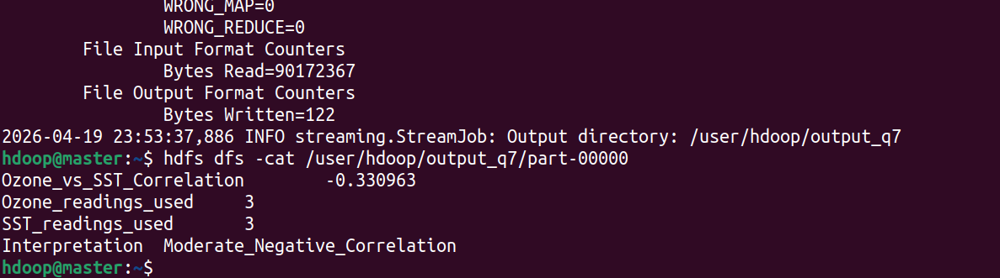 WRONG_MAP=0
WRONG_REDUCE=0
File Input Format Counters
Bytes Read=90172367
File Output Format Counters
Bytes Written=122
2026-04-19 23:53:37,886 INFO streaming.StreamJob: Output directory: /user/hdoop/output_q7
hdoop@master:~$ hdfs dfs -cat /user/hdoop/output_q7/part-00000
Ozone_vs_SST_Correlation -0.330963
Ozone_readings_used 3
SST_readings_used 3
Interpretation Moderate_Negative_Correlation
hdoop@master:~$